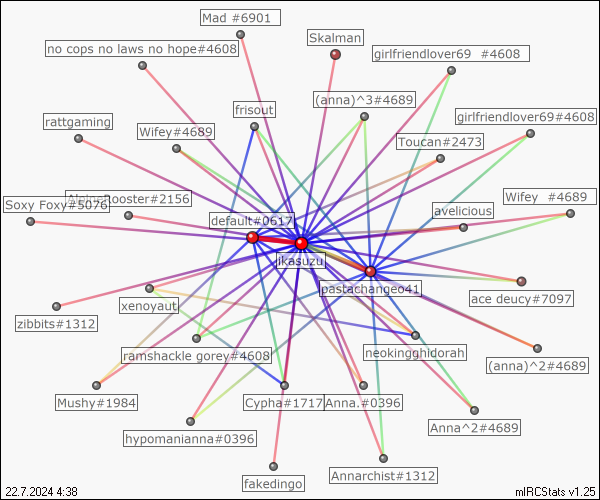 Mad #6901
Skalman
no cops no laws no hope#4608
girlfriendlover69 #4608
(anna)^3#4689
frisout
rattgaming
girlfriendlover69#4608
Wifey#4689
Toucan#2473
Wifey #4689
Soxy Foxy#5076
Rooster#2156
avelicious
default#0617
ikasuzu
pastachangeo41
xenoyaut
ace deucy#7097
zibbits#1312
ramshackle gorey#4608
neokingghidorah
(anna)^2#4689
Mushy#1984
Cypha#1717
Anna.#0396
Anna^2#4689
hypomanianna#0396
Annarchist#1312
fakedingo
22.7.2024 4:38
mIRCStats v1.25